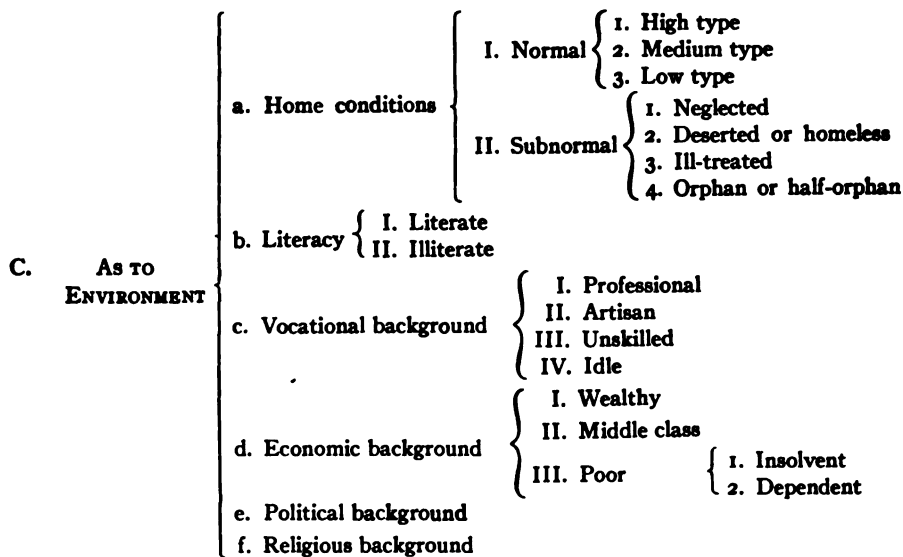 C. As to Environment
a. Home conditions
I. Normal
1. High type
2. Medium type
3. Low type
II. Subnormal
1. Neglected
2. Deserted or homeless
3. Ill-treated
4. Orphan or half-orphan
b. Literacy
I. Literate
II. Illiterate
c. Vocational background
I. Professional
II. Artisan
III. Unskilled
IV. Idle
d. Economic background
I. Wealthy
II. Middle class
III. Poor
1. Insolvent
2. Dependent
e. Political background
f. Religious background